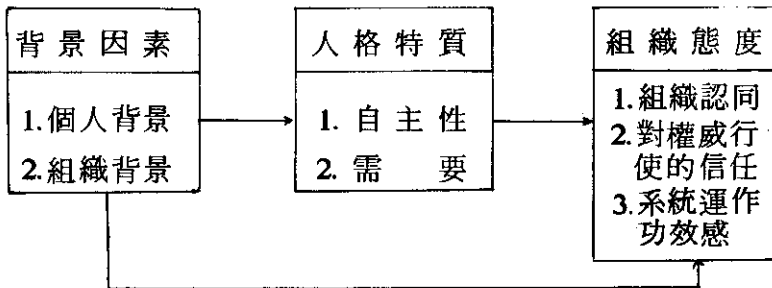 背景因素
1.個人背景
2.組織背景
人格特質
1.自主性
2.需要
組織態度
1.組織認同
2.對權威行
使的信任
3.系統運作
功效感